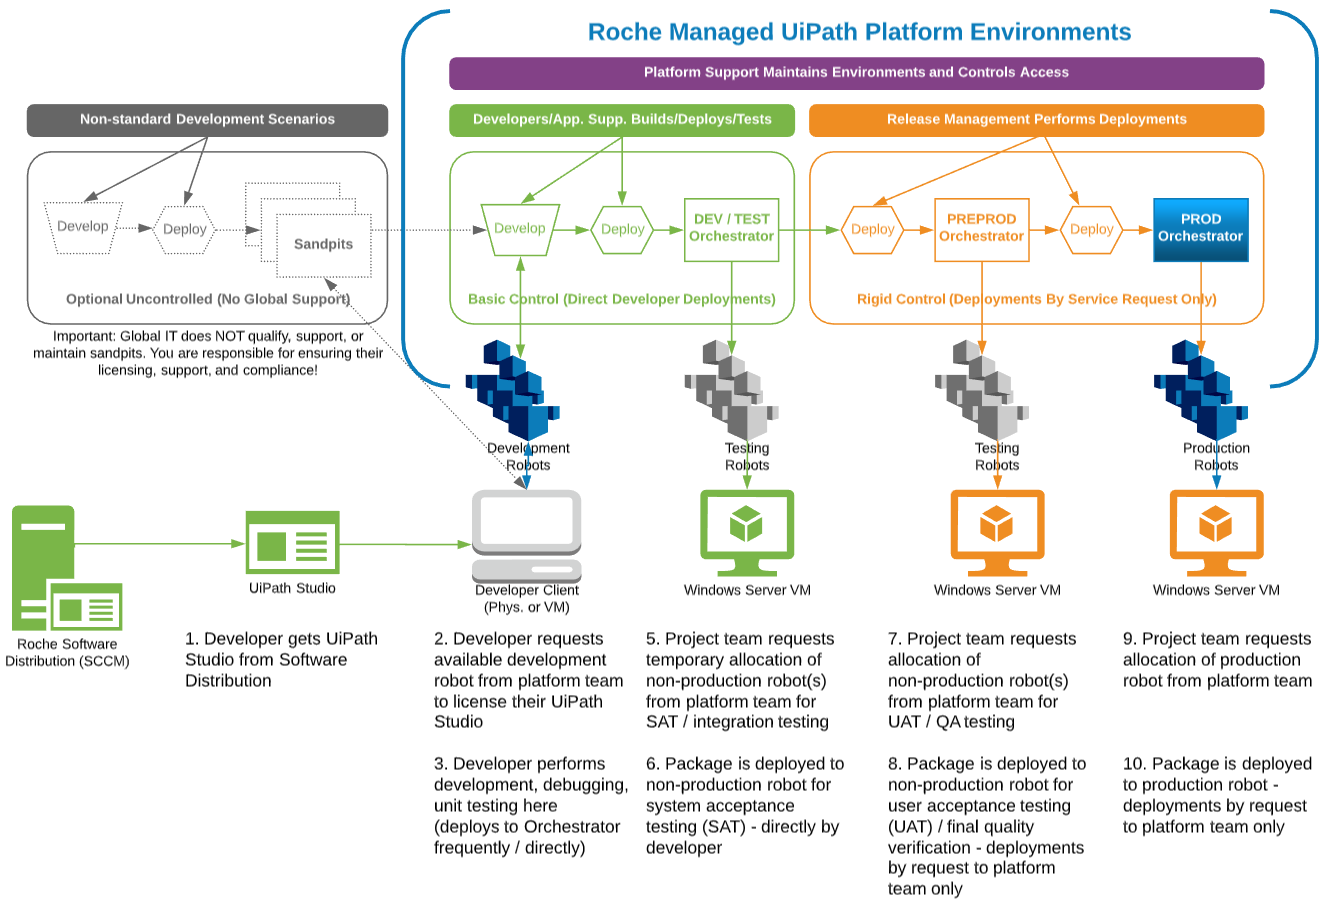 Roche Managed UiPath Platform Environments
Platform Support Maintains Environments and Controls Access
Non-standard Development Scenarios
Developers/App. Supp. Builds/Deploys/Tests
Release Management Performs Deployments
Develop
Deploy
Sandpits
Optional Uncontrolled (No Global Support)
Important: Global IT does NOT qualify, support, or
maintain sandpits. You are responsible for ensuring their
licensing, support, and compliance!
Develop
Deploy
DEV / TEST
Orchestrator
Basic Control (Direct Developer Deployments)
Deploy
PREPROD
Orchestrator
Deploy
PROD
Orchestrator
Rigid Control (Deployments By Service Request Only)
Development
Robots
Testing
Robots
Testing
Robots
Production
Robots
Roche Software
Distribution (SCCM)
UiPath Studio
Developer Client
(Phys. or VM)
Windows Server VM
Windows Server VM
Windows Server VM
1. Developer gets UiPath
Studio from Software
Distribution
2. Developer requests
available development
robot from platform team
to license their UiPath
Studio
3. Developer performs
development, debugging,
unit testing here
(deploys to Orchestrator
frequently / directly)
5. Project team requests
temporary allocation of
non-production robot(s)
from platform team for
SAT / integration testing
6. Package is deployed to
non-production robot for
system acceptance
testing (SAT) - directly by
developer
7. Project team requests
allocation of
non-production robot(s)
from platform team for
UAT / QA testing
8. Package is deployed to
non-production robot for
user acceptance testing
(UAT) / final quality
verification - deployments
by request to platform
team only
9. Project team requests
allocation of production
robot from platform team
10. Package is deployed
to production robot -
deployments by request
to platform team only